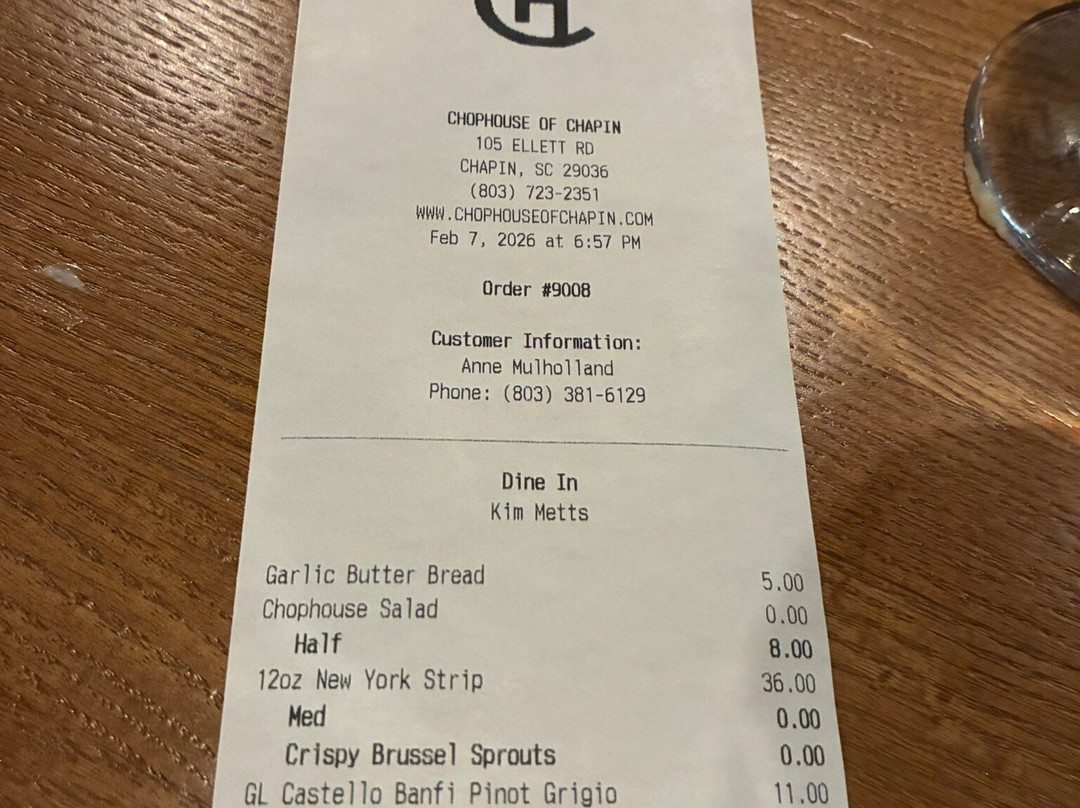 CHOPHOUSE OF CHAPIN
105 ELLETT RD
CHAPIN, SC 29036
(803) 723-2351
WWW.CHOPHOUSEOFCHAPIN.COM
Feb 7, 2026 at 6:57 PM
Order #9008
Customer Information:
Anne Mulholland
Phone: (803) 381-6129
Dine In
Kim Metts
Garlic Butter Bread 5.00
Chophouse Salad 0.00
Half 8.00
12oz New York Strip 36.00
Med 0.00
Crispy Brussel Sprouts 0.00
GL Castello Banfi Pinot Grigio 11.00